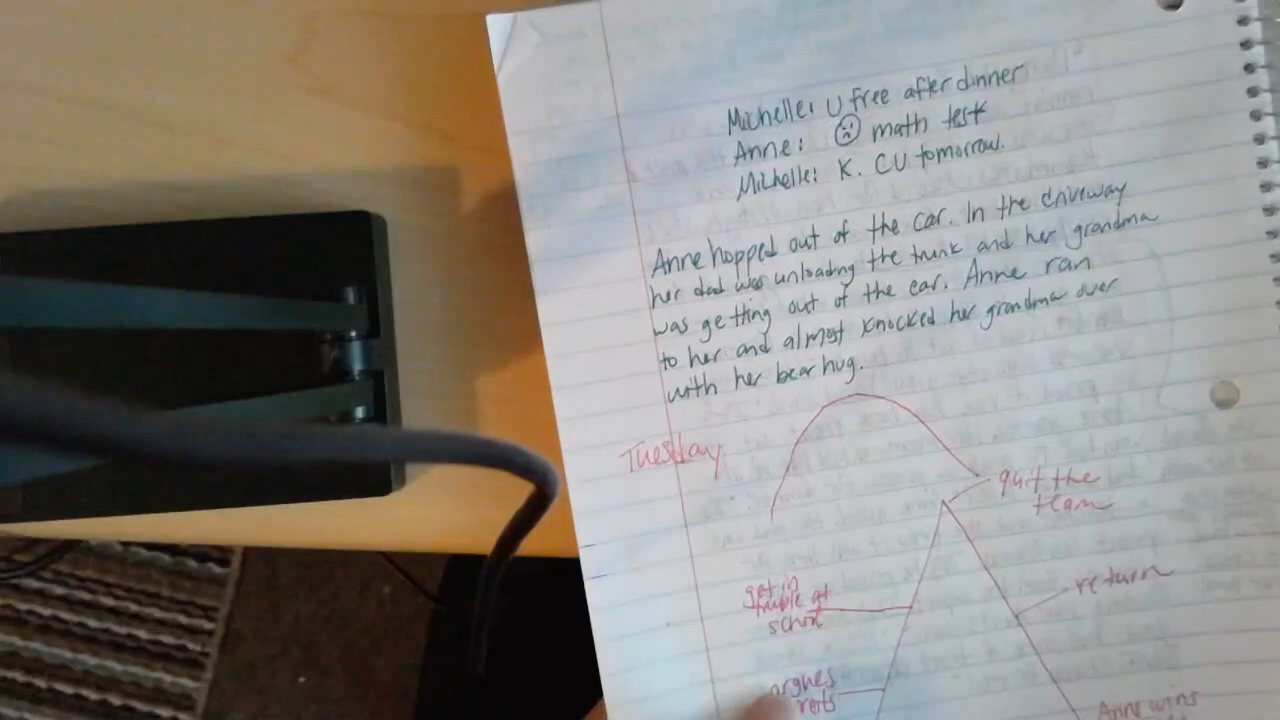 Michelle: U free after dinner
Anne: ☹ math test
Michelle: K. CU tomorrow.
Anne hopped out of the car. In the driveway
her dad was unloading the trunk and her grandma
was getting out of the car. Anne ran
to her and almost knocked her grandma over
with her bear hug.
Tuesday
quit the
team
get in
trouble at
school
return
argues
Anne wins